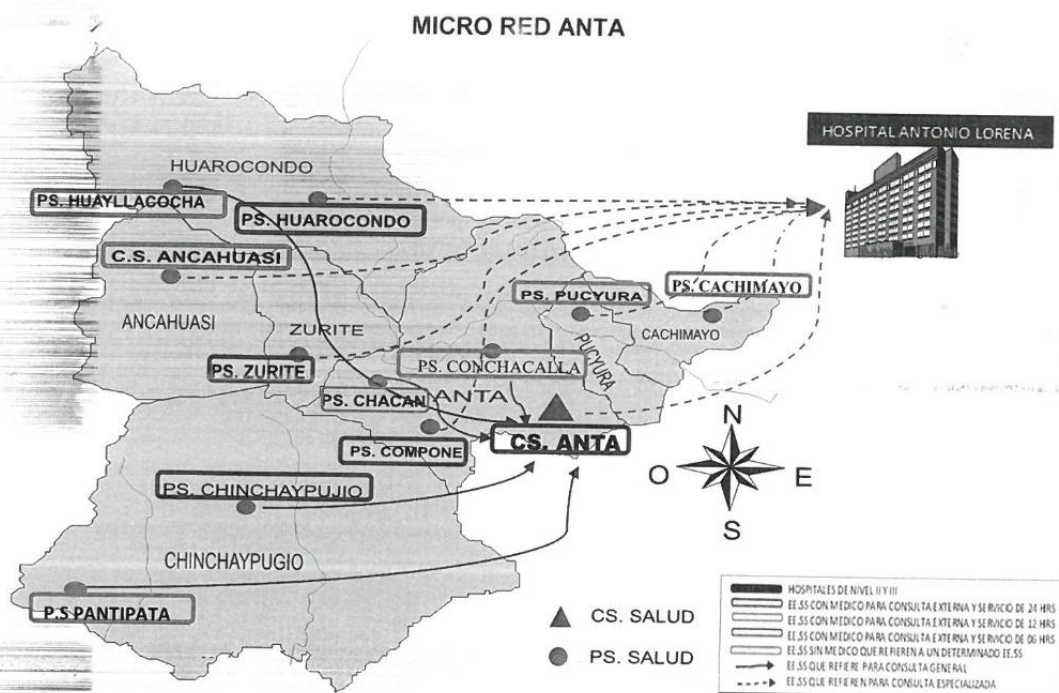 MICRO RED ANTA
HOSPITAL ANTONIO LORENA
HUAROCONDO
PS. HUAYLLACOCHA
PS. HUAROCONDO
C.S. ANCAHUASI
PS. PUCYURA
PS. CACHIMAYO
ANCAHUASI
ZURITE
CACHIMAYO
PUCYURA
PS. ZURITE
PS. CONCHACALLA
PS. CHACAN
ANTA
PS. COMPONE
CS. ANTA
N
O
E
S
PS. CHINCHAYPUJIO
CHINCHAYPUGIO
P.S PANTIPATA
CS. SALUD
PS. SALUD
HOSPITALES DE NIVEL II Y III
EE.SS CON MEDICO PARA CONSULTA EXTERNA Y SERVICIO DE 24 HRS
EE.SS CON MEDICO PARA CONSULTA EXTERNA Y SERVICIO DE 12 HRS
EE.SS CON MEDICO PARA CONSULTA EXTERNA Y SERVICIO DE 06 HRS
EE.SS SIN MEDICO QUE REFIEREN A UN DETERMINADO EE.SS
EE.SS QUE REFIERE PARA CONSULTA GENERAL
EE.SS QUE REFIEREN PARA CONSULTA ESPECIALIZADA